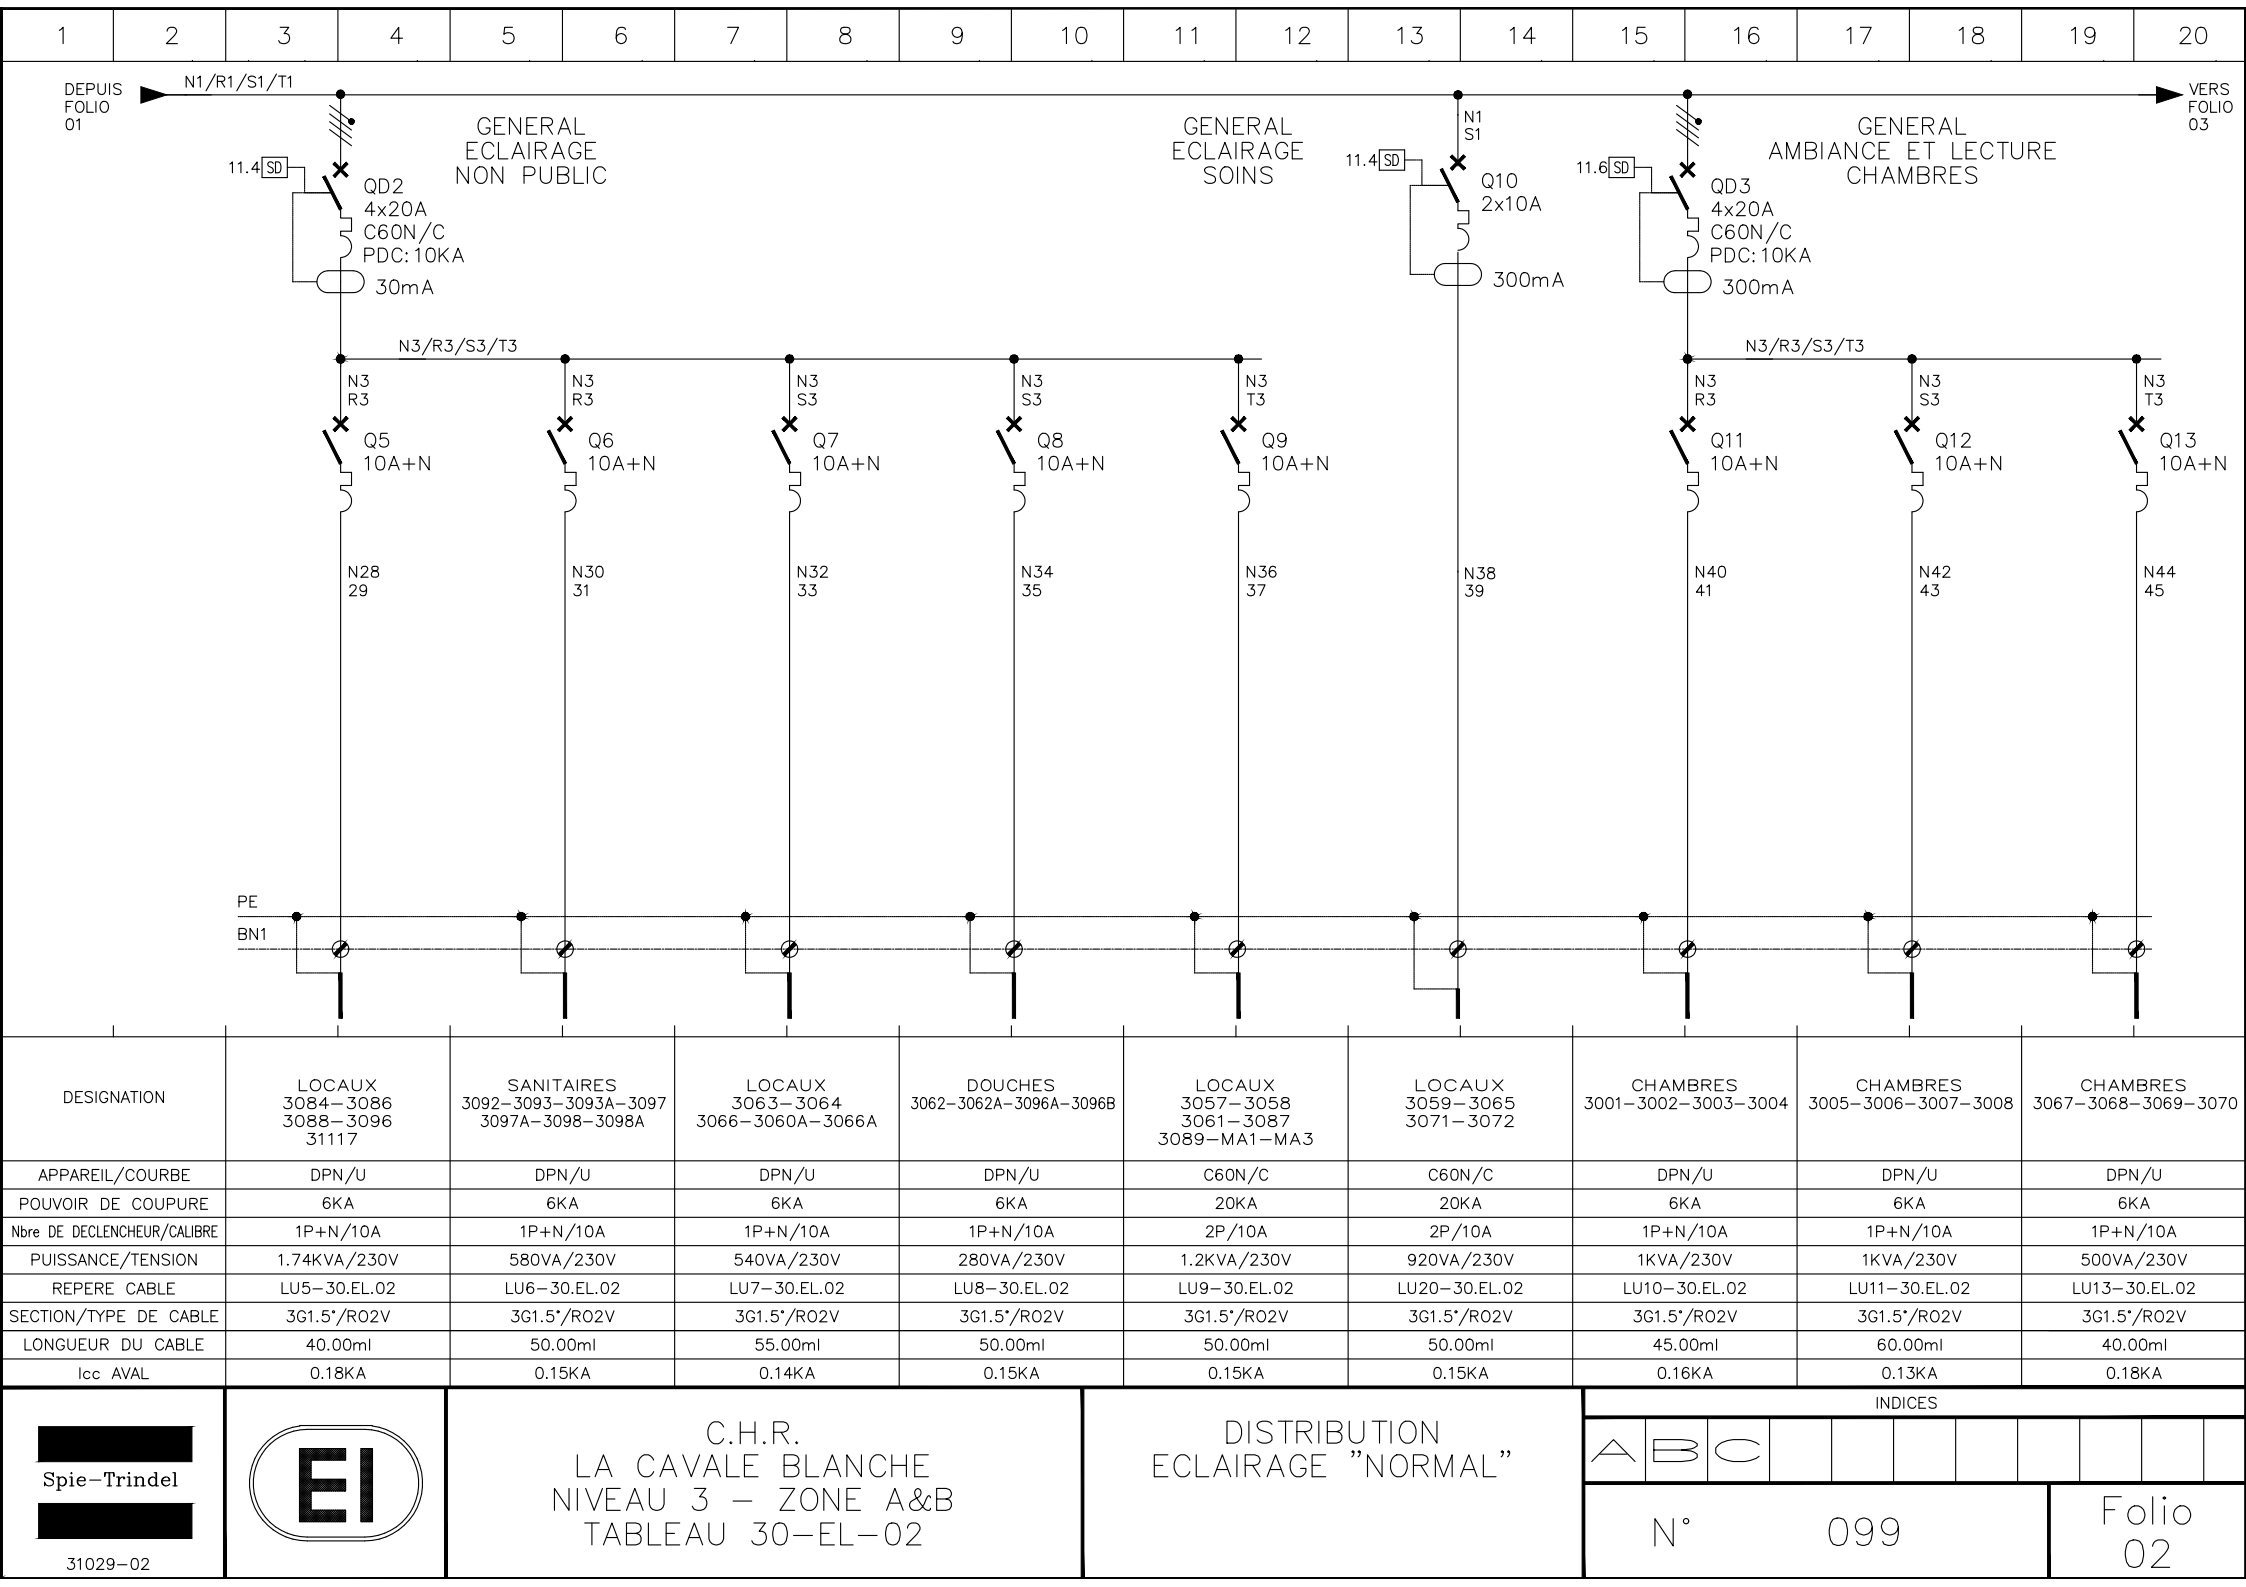 1 2 3 4 5 6 7 8 9 10 11 12 13 14 15 16 17 18 19 20
DEPUIS
FOLIO
01
N1/R1/S1/T1
VERS
FOLIO
03
GENERAL
ECLAIRAGE
NON PUBLIC
11.4 SD
QD2
4x20A
C60N/C
PDC:10KA
30mA
GENERAL
ECLAIRAGE
SOINS
N1
S1
11.4 SD
Q10
2x10A
300mA
GENERAL
AMBIANCE ET LECTURE
CHAMBRES
11.6 SD
QD3
4x20A
C60N/C
PDC:10KA
300mA
N3/R3/S3/T3
N3/R3/S3/T3
N3
R3
Q5
10A+N
N28
29
N3
R3
Q6
10A+N
N30
31
N3
S3
Q7
10A+N
N32
33
N3
S3
Q8
10A+N
N34
35
N3
T3
Q9
10A+N
N36
37
N38
39
N3
R3
Q11
10A+N
N40
41
N3
S3
Q12
10A+N
N42
43
N3
T3
Q13
10A+N
N44
45
PE
BN1
DESIGNATION
LOCAUX
3084-3086
3088-3096
31117
SANITAIRES
3092-3093-3093A-3097
3097A-3098-3098A
LOCAUX
3063-3064
3066-3060A-3066A
DOUCHES
3062-3062A-3096A-3096B
LOCAUX
3057-3058
3061-3087
3089-MA1-MA3
LOCAUX
3059-3065
3071-3072
CHAMBRES
3001-3002-3003-3004
CHAMBRES
3005-3006-3007-3008
CHAMBRES
3067-3068-3069-3070
APPAREIL/COURBE DPN/U DPN/U DPN/U DPN/U C60N/C C60N/C DPN/U DPN/U DPN/U
POUVOIR DE COUPURE 6KA 6KA 6KA 6KA 20KA 20KA 6KA 6KA 6KA
Nbre DE DECLENCHEUR/CALIBRE 1P+N/10A 1P+N/10A 1P+N/10A 1P+N/10A 2P/10A 2P/10A 1P+N/10A 1P+N/10A 1P+N/10A
PUISSANCE/TENSION 1.74KVA/230V 580VA/230V 540VA/230V 280VA/230V 1.2KVA/230V 920VA/230V 1KVA/230V 1KVA/230V 500VA/230V
REPERE CABLE LU5-30.EL.02 LU6-30.EL.02 LU7-30.EL.02 LU8-30.EL.02 LU9-30.EL.02 LU20-30.EL.02 LU10-30.EL.02 LU11-30.EL.02 LU13-30.EL.02
SECTION/TYPE DE CABLE 3G1.5°/RO2V 3G1.5°/RO2V 3G1.5°/RO2V 3G1.5°/RO2V 3G1.5°/RO2V 3G1.5°/RO2V 3G1.5°/RO2V 3G1.5°/RO2V 3G1.5°/RO2V
LONGUEUR DU CABLE 40.00ml 50.00ml 55.00ml 50.00ml 50.00ml 50.00ml 45.00ml 60.00ml 40.00ml
Icc AVAL 0.18KA 0.15KA 0.14KA 0.15KA 0.15KA 0.15KA 0.16KA 0.13KA 0.18KA
Spie-Trindel
31029-02
EI
C.H.R.
LA CAVALE BLANCHE
NIVEAU 3 - ZONE A&B
TABLEAU 30-EL-02
DISTRIBUTION
ECLAIRAGE "NORMAL"
INDICES
A B C
N° 099
Folio
02